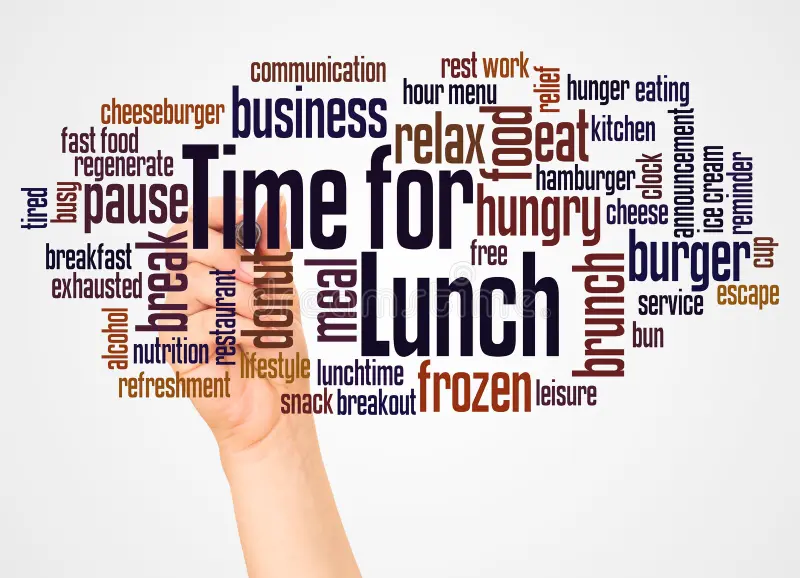 communication
rest work
relief
hunger eating
hour menu
cheeseburger
business
fast food
relax
food
eat
kitchen
regenerate
Time for
hamburger
clock
announcement
ice cream
reminder
tired
busy
pause
hungry
cheese
breakfast
break
free
burger
cup
exhausted
restaurant
donut
meal
Lunch
brunch
service
escape
alcohol
nutrition
bun
lifestyle
lunchtime
refreshment
frozen
leisure
snack
breakout